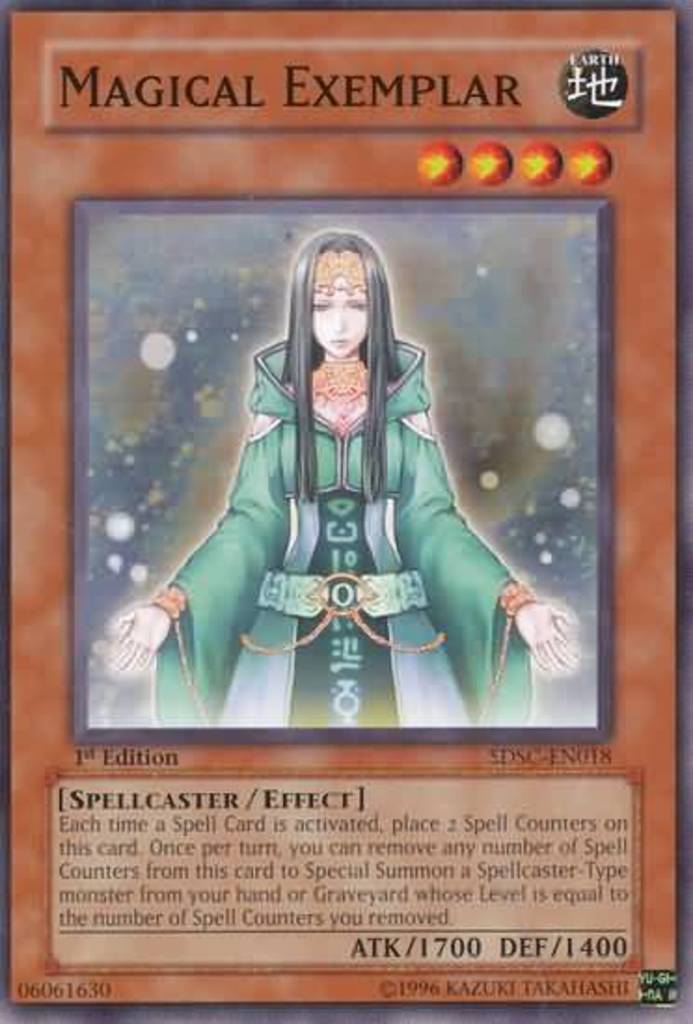 MAGICAL EXEMPLAR
EARTH
地
1st Edition
SDSC-EN018
[SPELLCASTER / EFFECT]
Each time a Spell Card is activated, place 2 Spell Counters on
this card. Once per turn, you can remove any number of Spell
Counters from this card to Special Summon a Spellcaster-Type
monster from your hand or Graveyard whose Level is equal to
the number of Spell Counters you removed.
ATK/1700 DEF/1400
06061630
©1996 KAZUKI TAKAHASHI
YU-GI-